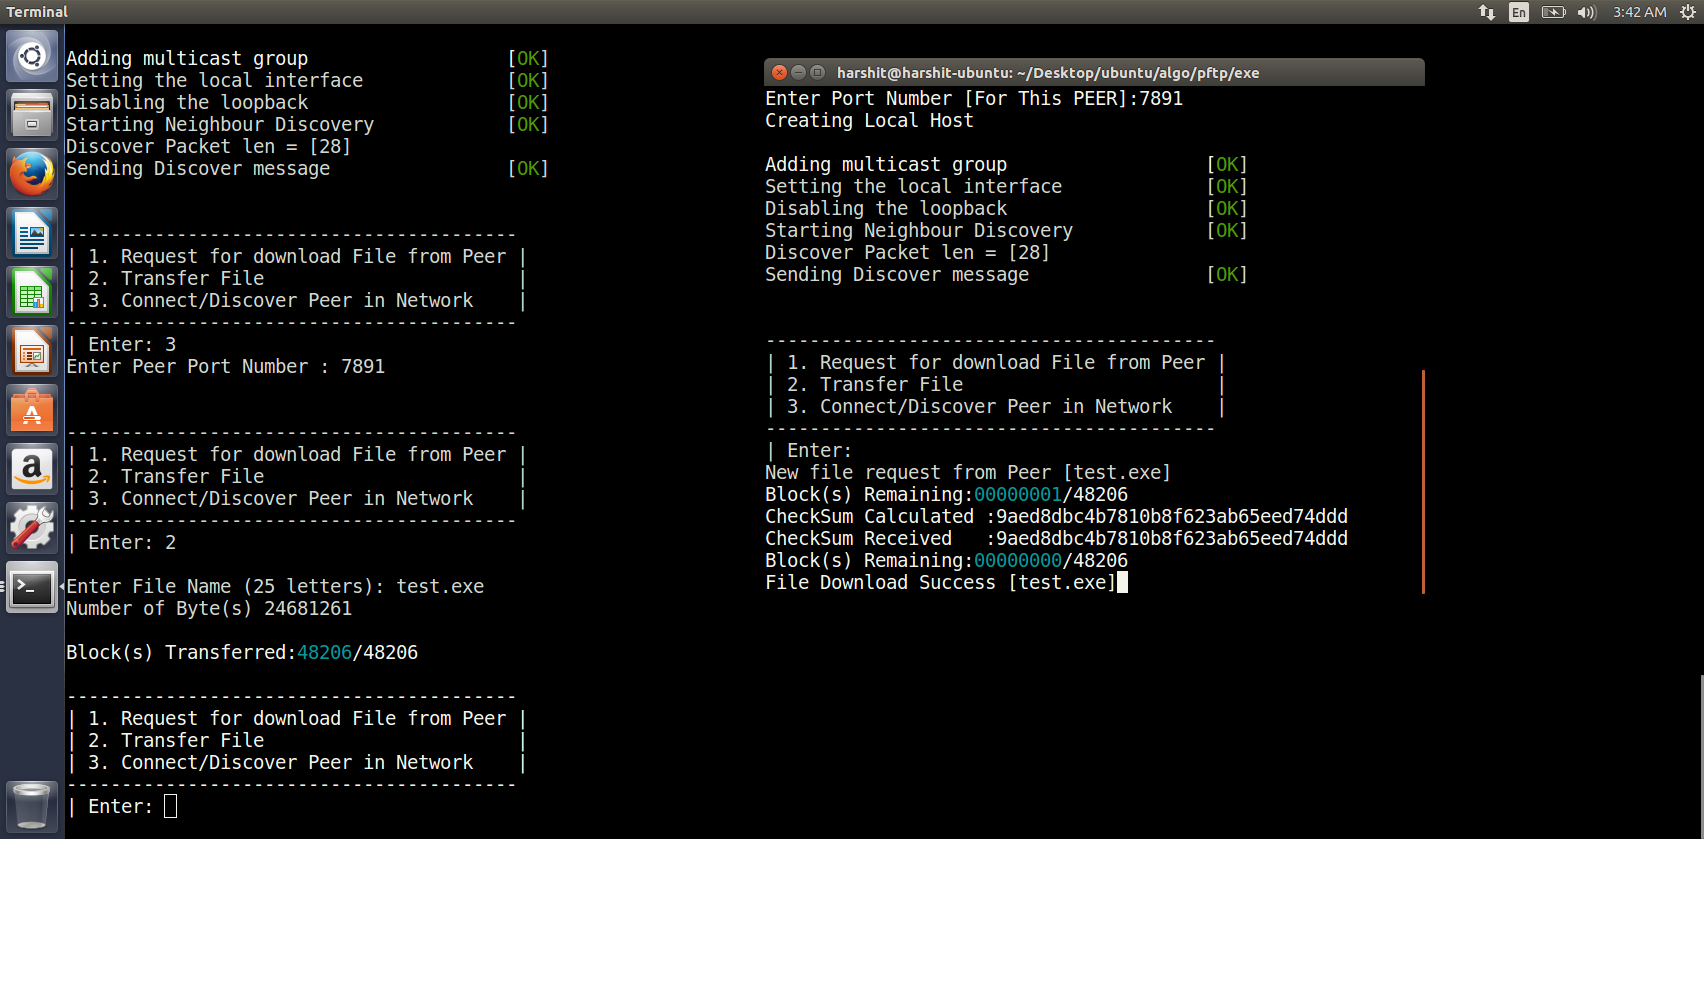 Terminal
En
3:42 AM
Adding multicast group [OK]
Setting the local interface [OK]
Disabling the loopback [OK]
Starting Neighbour Discovery [OK]
Discover Packet len = [28]
Sending Discover message [OK]
-----------------------------------------
| 1. Request for download File from Peer |
| 2. Transfer File |
| 3. Connect/Discover Peer in Network |
-----------------------------------------
| Enter: 3
Enter Peer Port Number : 7891
-----------------------------------------
| 1. Request for download File from Peer |
| 2. Transfer File |
| 3. Connect/Discover Peer in Network |
-----------------------------------------
| Enter: 2
Enter File Name (25 letters): test.exe
Number of Byte(s) 24681261
Block(s) Transferred:48206/48206
-----------------------------------------
| 1. Request for download File from Peer |
| 2. Transfer File |
| 3. Connect/Discover Peer in Network |
-----------------------------------------
| Enter:
harshit@harshit-ubuntu: ~/Desktop/ubuntu/algo/pftp/exe
Enter Port Number [For This PEER]:7891
Creating Local Host
Adding multicast group [OK]
Setting the local interface [OK]
Disabling the loopback [OK]
Starting Neighbour Discovery [OK]
Discover Packet len = [28]
Sending Discover message [OK]
-----------------------------------------
| 1. Request for download File from Peer |
| 2. Transfer File |
| 3. Connect/Discover Peer in Network |
-----------------------------------------
| Enter:
New file request from Peer [test.exe]
Block(s) Remaining:00000001/48206
CheckSum Calculated :9aed8dbc4b7810b8f623ab65eed74ddd
CheckSum Received :9aed8dbc4b7810b8f623ab65eed74ddd
Block(s) Remaining:00000000/48206
File Download Success [test.exe]